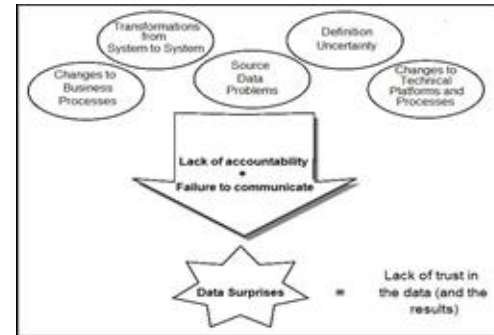 Transformations
from
System to System
Definition
Uncertainty
Changes to
Business
Processes
Source
Data
Problems
Changes to
Technical
Platforms and
Processes
Lack of accountability
+
Failure to communicate
Data Surprises
=
Lack of trust in
the data (and the
results)